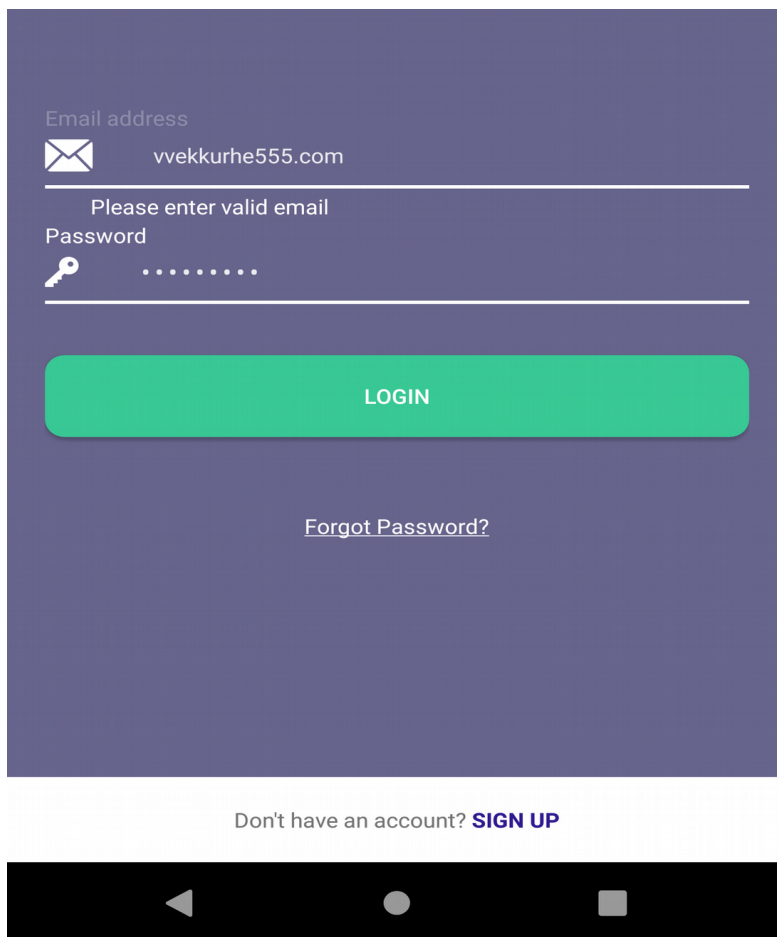 Email address
vvekkurhe555.com
Please enter valid email
Password
•••••••••
LOGIN
Forgot Password?
Don't have an account? SIGN UP